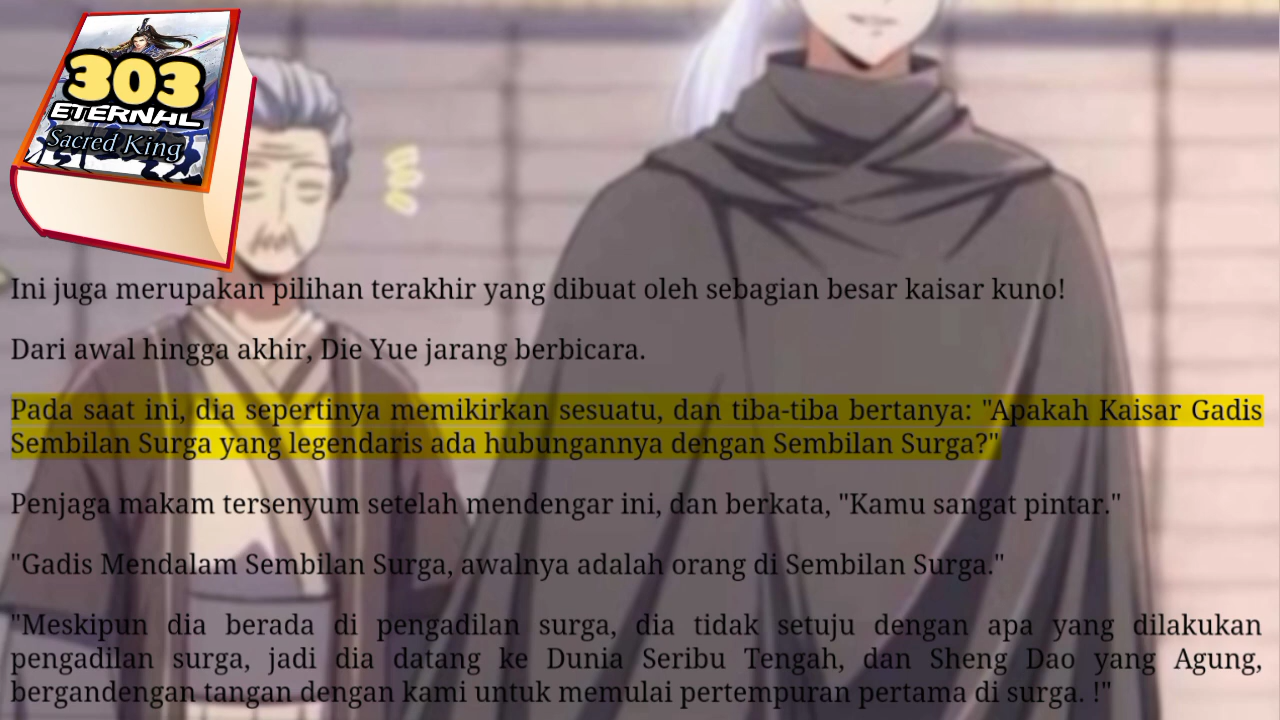 303
ETERNAL
Sacred King
Ini juga merupakan pilihan terakhir yang dibuat oleh sebagian besar kaisar kuno!
Dari awal hingga akhir, Die Yue jarang berbicara.
Pada saat ini, dia sepertinya memikirkan sesuatu, dan tiba-tiba bertanya: "Apakah Kaisar Gadis
Sembilan Surga yang legendaris ada hubungannya dengan Sembilan Surga?"
Penjaga makam tersenyum setelah mendengar ini, dan berkata, "Kamu sangat pintar."
"Gadis Mendalam Sembilan Surga, awalnya adalah orang di Sembilan Surga."
"Meskipun dia berada di pengadilan surga, dia tidak setuju dengan apa yang dilakukan
pengadilan surga, jadi dia datang ke Dunia Seribu Tengah, dan Sheng Dao yang Agung,
bergandengan tangan dengan kami untuk memulai pertempuran pertama di surga. !"